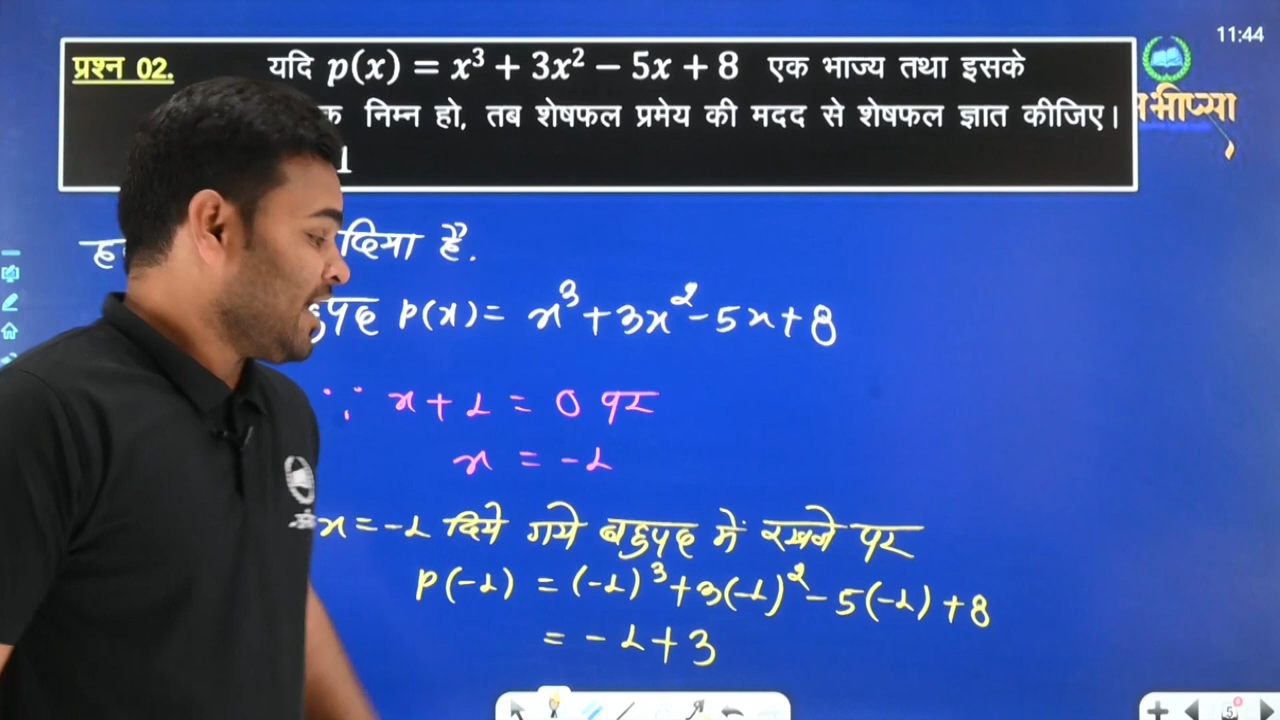 11:44
प्रश्न 02. यदि p(x) = x³ + 3x² − 5x + 8 एक भाज्य तथा इसके
निम्न हो, तब शेषफल प्रमेय की मदद से शेषफल ज्ञात कीजिए।
1
दिया है.
p(x) = x³ + 3x² - 5x + 8
∵ x + 1 = 0 पर
x = -1
x = -1 दिये गये बहुपद में रखने पर
p(-1) = (-1)³ + 3(-1)² - 5(-1) + 8
= - 1 + 3
5